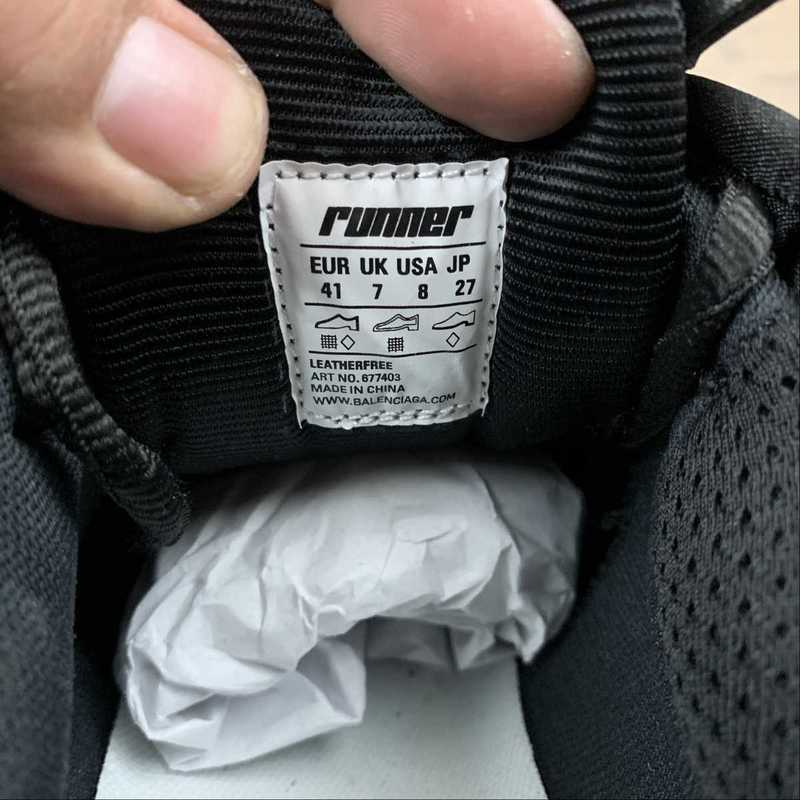 runner
EUR UK USA JP
41 7 8 27
LEATHERFREE
ART NO. 677403
MADE IN CHINA
WWW.BALENCIAGA.COM